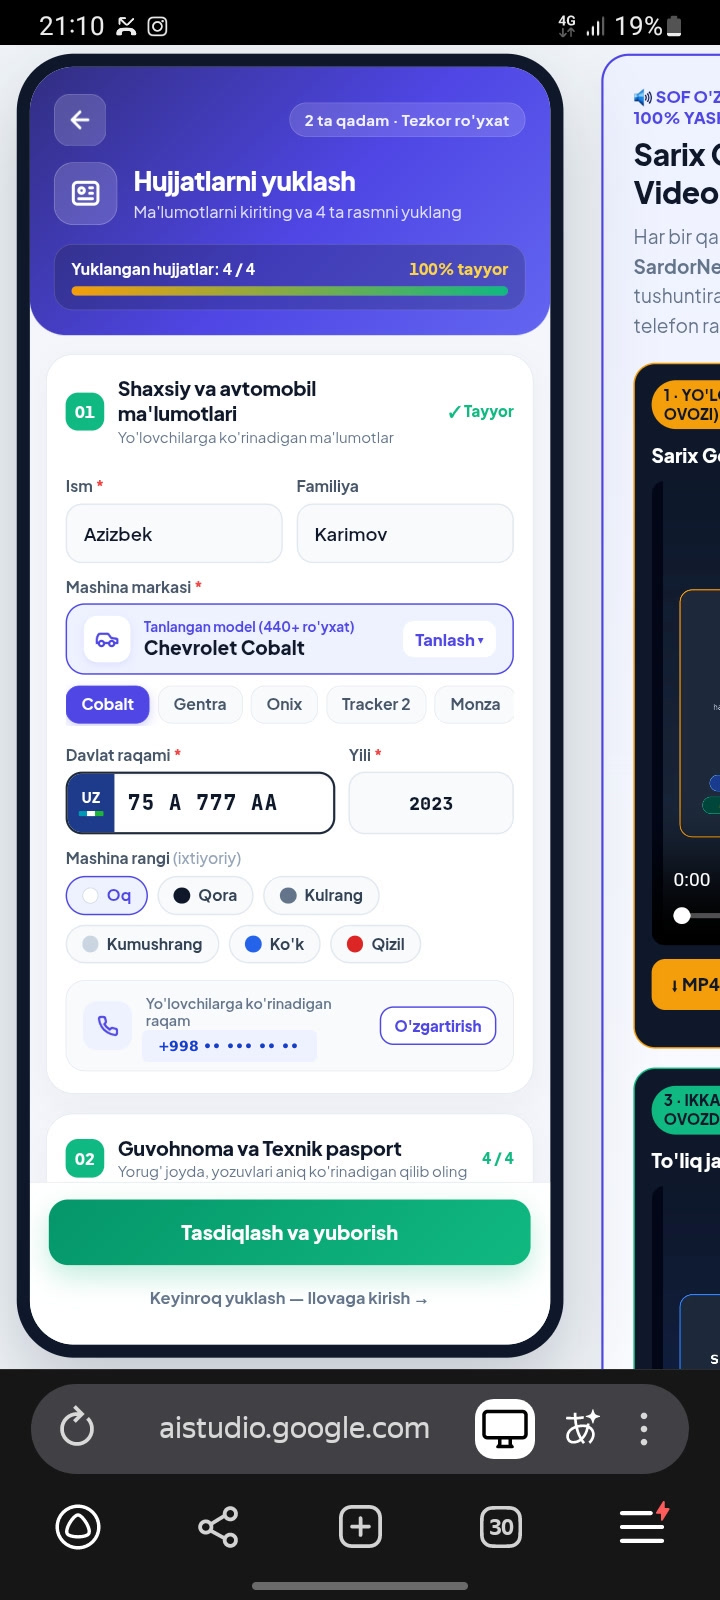 21:10
4G
19%
2 ta qadam · Tezkor ro'yxat
Hujjatlarni yuklash
Ma'lumotlarni kiriting va 4 ta rasmni yuklang
Yuklangan hujjatlar: 4 / 4
100% tayyor
01
Shaxsiy va avtomobil
ma'lumotlari
✓ Tayyor
Yo'lovchilarga ko'rinadigan ma'lumotlar
Ism *
Familiya
Azizbek
Karimov
Mashina markasi *
Tanlangan model (440+ ro'yxat)
Chevrolet Cobalt
Tanlash ▾
Cobalt
Gentra
Onix
Tracker 2
Monza
Davlat raqami *
Yili *
UZ
75 A 777 AA
2023
Mashina rangi (ixtiyoriy)
Oq
Qora
Kulrang
Kumushrang
Ko'k
Qizil
Yo'lovchilarga ko'rinadigan
raqam
+998 •• ••• •• ••
O'zgartirish
02
Guvohnoma va Texnik pasport
4 / 4
Yorug' joyda, yozuvlari aniq ko'rinadigan qilib oling
Tasdiqlash va yuborish
Keyinroq yuklash — Ilovaga kirish →
SOF O'Z
100% YAS
Sarix G
Video
Har bir qa
SardorNe
tushuntira
telefon ra
1 · YO'L
OVOZI)
Sarix Ge
0:00
⭳ MP4
3 · IKKA
OVOZD
To'liq ja
aistudio.google.com
あ
30